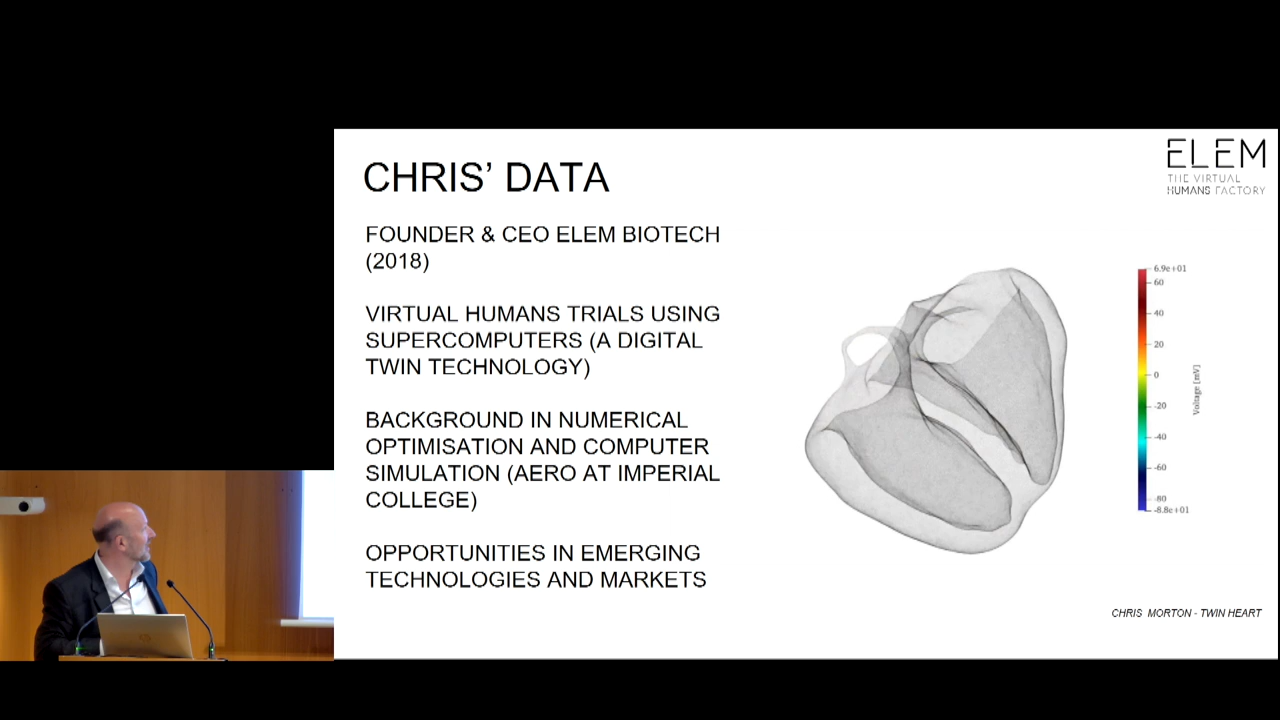 CHRIS' DATA
ELEM
THE VIRTUAL
HUMANS FACTORY
FOUNDER & CEO ELEM BIOTECH
(2018)
VIRTUAL HUMANS TRIALS USING
SUPERCOMPUTERS (A DIGITAL
TWIN TECHNOLOGY)
BACKGROUND IN NUMERICAL
OPTIMISATION AND COMPUTER
SIMULATION (AERO AT IMPERIAL
COLLEGE)
OPPORTUNITIES IN EMERGING
TECHNOLOGIES AND MARKETS
6.9e+01
60
40
20
0
-20
-40
-60
-80
-8.8e+01
Voltage [mV]
CHRIS MORTON - TWIN HEART